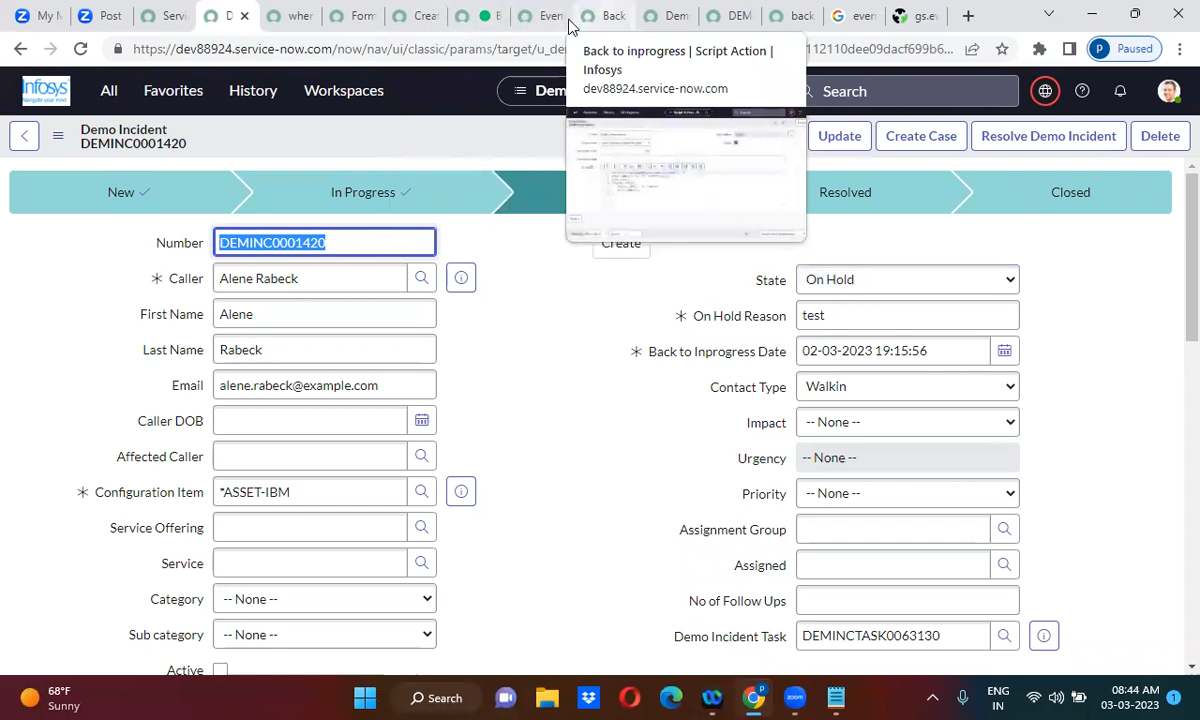 My N
Post
Servi
D
wher
Form
Creat
B
Even
Back
Dem
DEM
back
even
gs.ev
https://dev88924.service-now.com/now/nav/ui/classic/params/target/u_de
112110dee09dacf699b6...
Paused
Back to inprogress | Script Action |
Infosys
dev88924.service-now.com
Infosys
All
Favorites
History
Workspaces
Dem
Search
Demo Incident
DEMINC0001420
Update
Create Case
Resolve Demo Incident
Delete
New
In Progress
Resolved
Closed
Number
DEMINC0001420
Create
Caller
Alene Rabeck
State
On Hold
First Name
Alene
On Hold Reason
test
Last Name
Rabeck
Back to Inprogress Date
02-03-2023 19:15:56
Email
alene.rabeck@example.com
Contact Type
Walkin
Caller DOB
Impact
-- None --
Affected Caller
Urgency
-- None --
Configuration Item
*ASSET-IBM
Priority
-- None --
Service Offering
Assignment Group
Service
Assigned
Category
-- None --
No of Follow Ups
Sub category
-- None --
Demo Incident Task
DEMINCTASK0063130
Active
68°F
Sunny
Search
ENG
IN
08:44 AM
03-03-2023
1